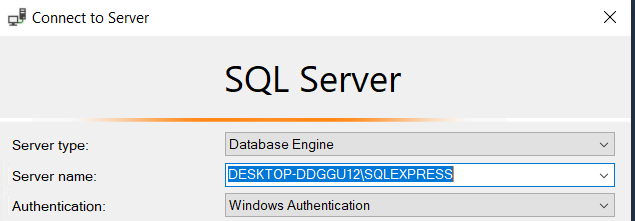 Connect to Server
SQL Server
Server type: Database Engine
Server name: DESKTOP-DDGGU12\SQLEXPRESS
Authentication: Windows Authentication